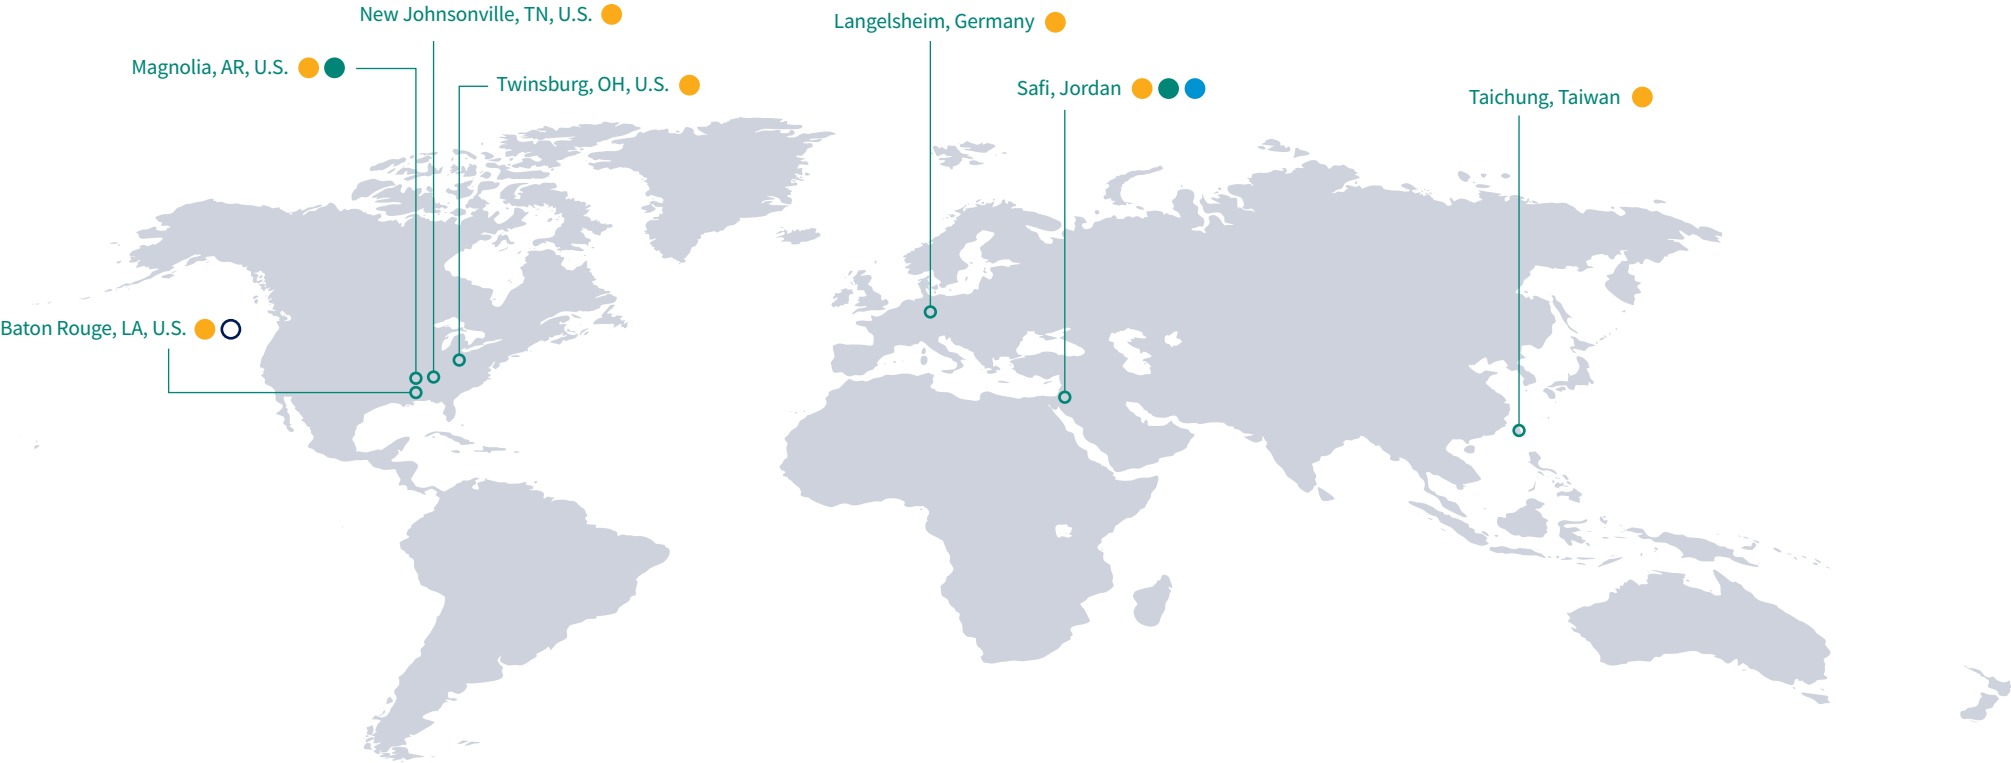 New Johnsonville, TN, U.S.
Langelsheim, Germany
Magnolia, AR, U.S.
Twinsburg, OH, U.S.
Safi, Jordan
Taichung, Taiwan
Baton Rouge, LA, U.S.